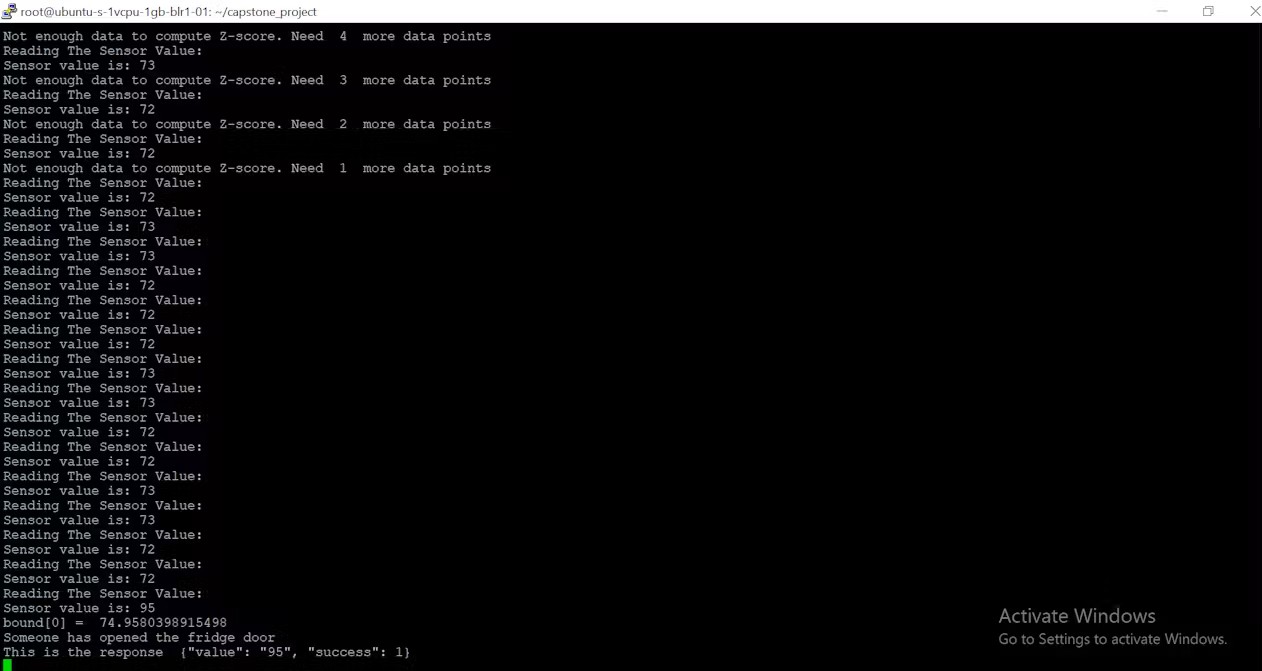 root@ubuntu-s-1vcpu-1gb-blr1-01: ~/capstone_project
Not enough data to compute Z-score. Need  4  more data points
Reading The Sensor Value:
Sensor value is: 73
Not enough data to compute Z-score. Need  3  more data points
Reading The Sensor Value:
Sensor value is: 72
Not enough data to compute Z-score. Need  2  more data points
Reading The Sensor Value:
Sensor value is: 72
Not enough data to compute Z-score. Need  1  more data points
Reading The Sensor Value:
Sensor value is: 72
Reading The Sensor Value:
Sensor value is: 73
Reading The Sensor Value:
Sensor value is: 73
Reading The Sensor Value:
Sensor value is: 72
Reading The Sensor Value:
Sensor value is: 72
Reading The Sensor Value:
Sensor value is: 72
Reading The Sensor Value:
Sensor value is: 73
Reading The Sensor Value:
Sensor value is: 73
Reading The Sensor Value:
Sensor value is: 72
Reading The Sensor Value:
Sensor value is: 72
Reading The Sensor Value:
Sensor value is: 73
Reading The Sensor Value:
Sensor value is: 73
Reading The Sensor Value:
Sensor value is: 72
Reading The Sensor Value:
Sensor value is: 72
Reading The Sensor Value:
Sensor value is: 95
bound[0] =  74.9580398915498
Someone has opened the fridge door
This is the response  {"value": "95", "success": 1}
Activate Windows
Go to Settings to activate Windows.